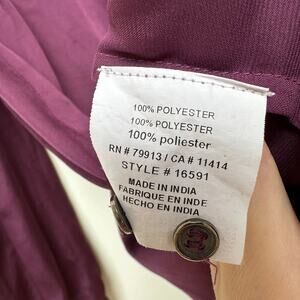 100% POLYESTER
100% POLYESTER
100% poliester
RN # 79913 / CA # 11414
STYLE # 16591
MADE IN INDIA
FABRIQUE EN INDE
HECHO EN INDIA